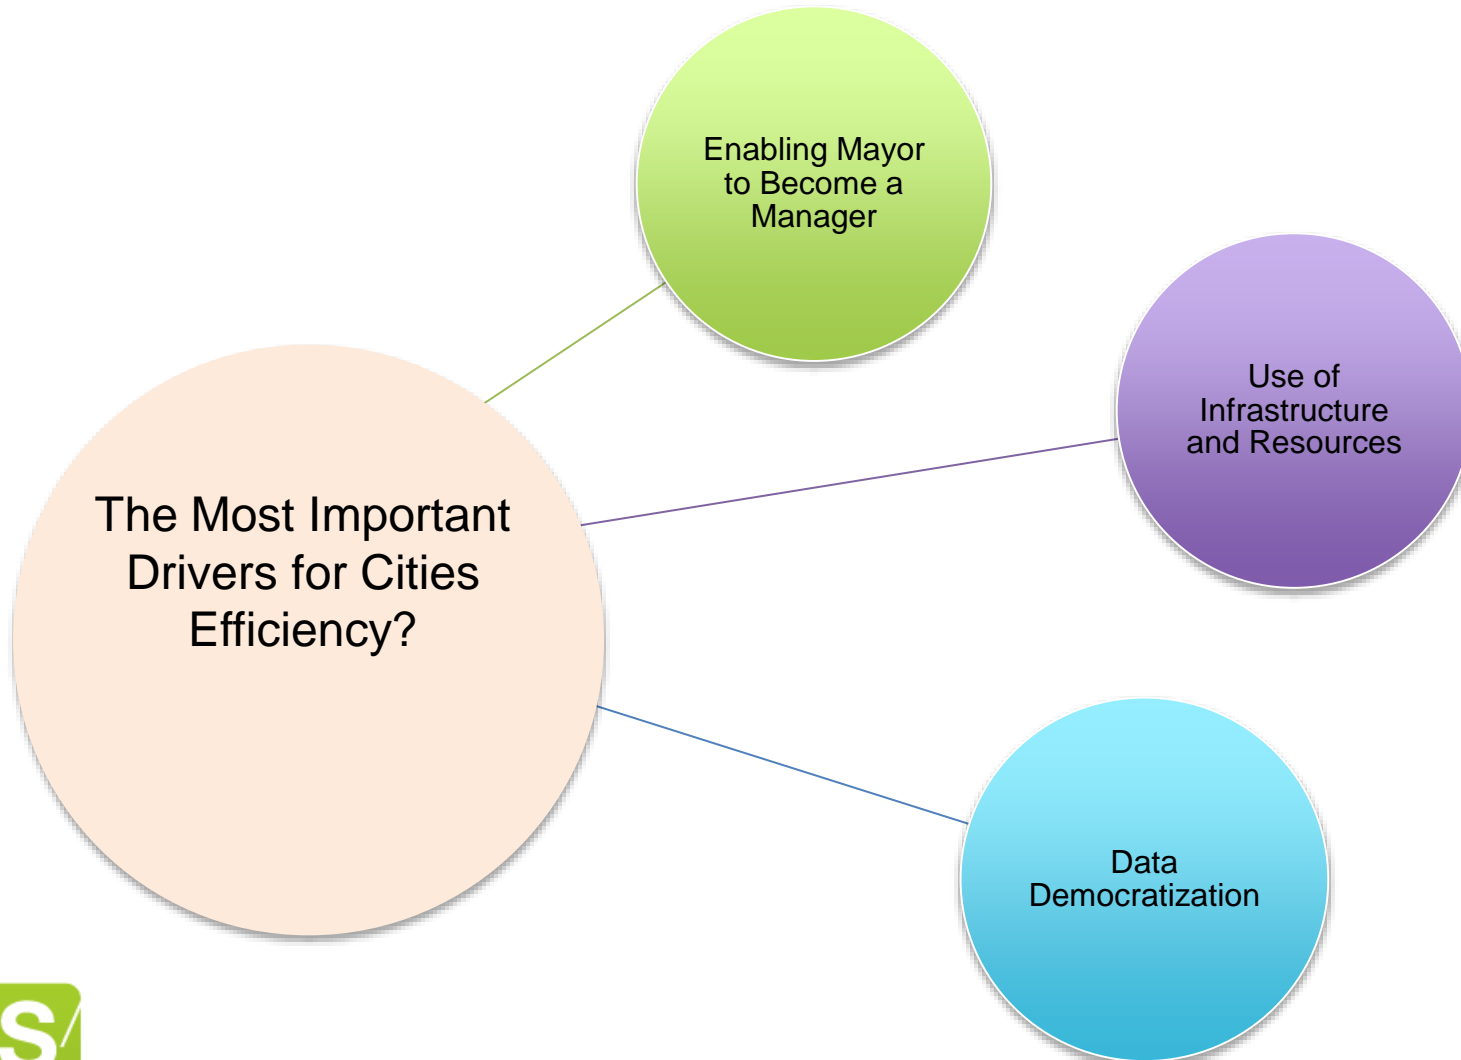 Enabling Mayor
to Become a
Manager
Use of
Infrastructure
and Resources
The Most Important
Drivers for Cities
Efficiency?
Data
Democratization
S/